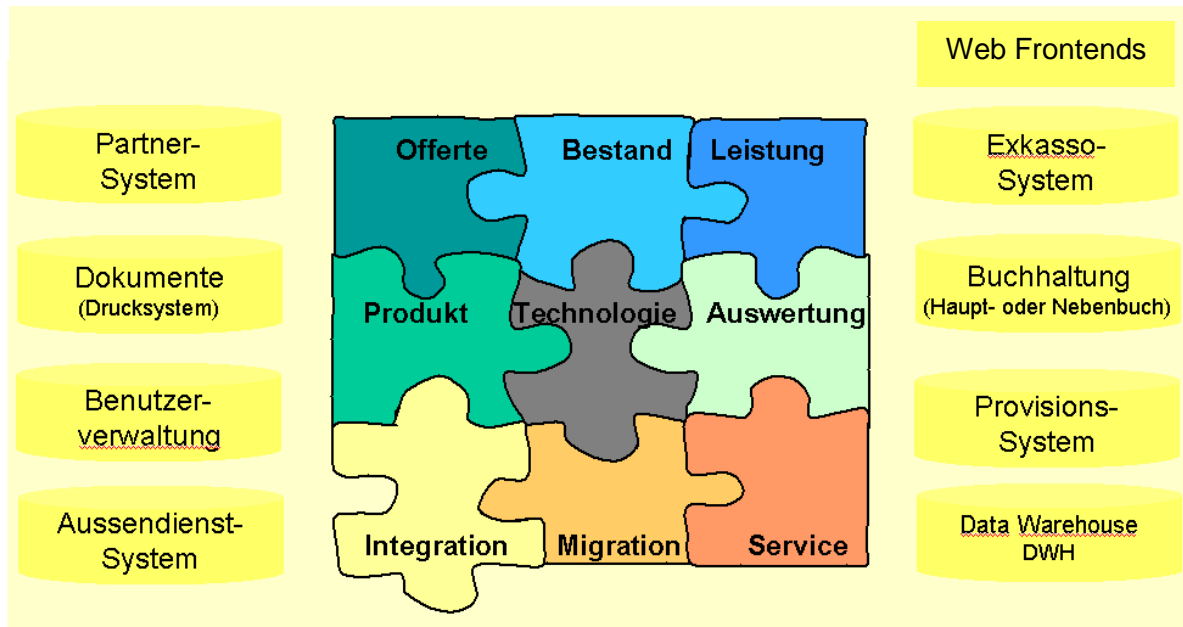 Web Frontends
Partner-
System
Dokumente
(Drucksystem)
Benutzer-
verwaltung
Aussendienst-
System
Offerte Bestand Leistung
Produkt Technologie Auswertung
Integration Migration Service
Exkasso-
System
Buchhaltung
(Haupt- oder Nebenbuch)
Provisions-
System
Data Warehouse
DWH